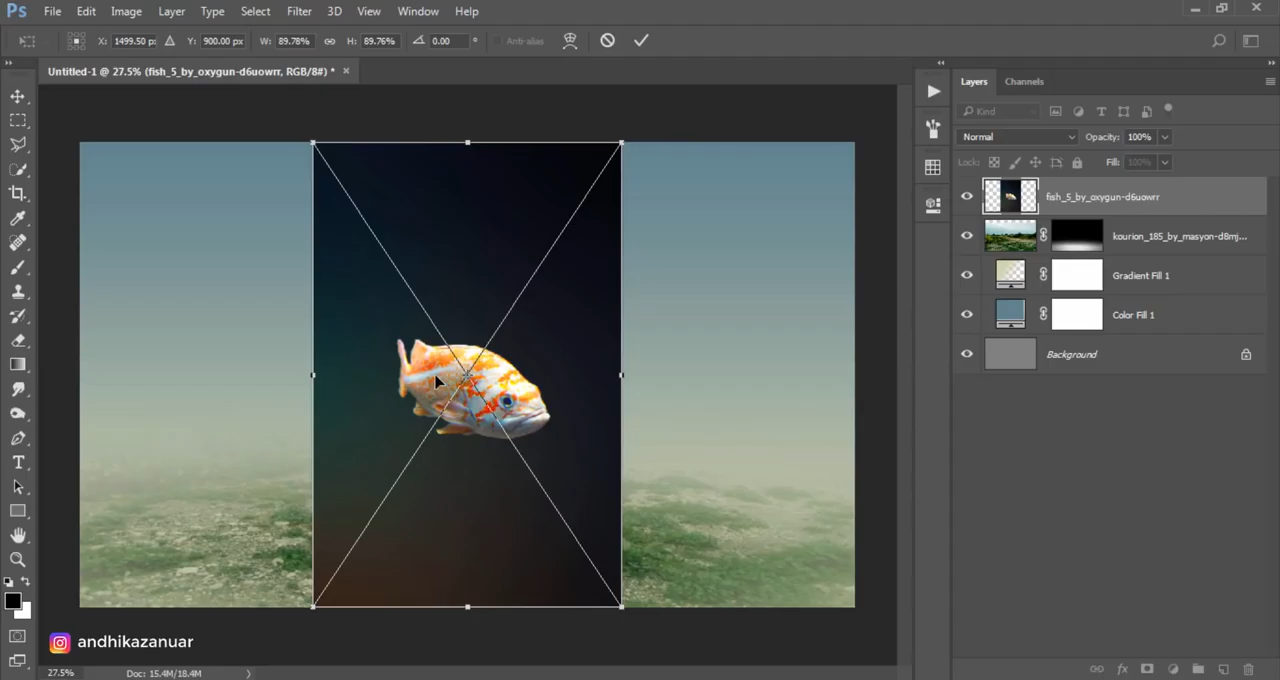 Ps File Edit Image Layer Type Select Filter 3D View Window Help
X: 1499.50 p: Y: 900.00 px W: 89.78% H: 89.76% 0.00 ° Anti-alias
Untitled-1 @ 27.5% (fish_5_by_oxygun-d6uowrr, RGB/8#) * ×
Layers Channels
Kind
Normal Opacity: 100%
Lock: Fill: 100%
fish_5_by_oxygun-d6uowrr
kourion_185_by_masyon-d8mj...
Gradient Fill 1
Color Fill 1
Background
andhikazanuar
27.5% Doc: 15.4M/18.4M